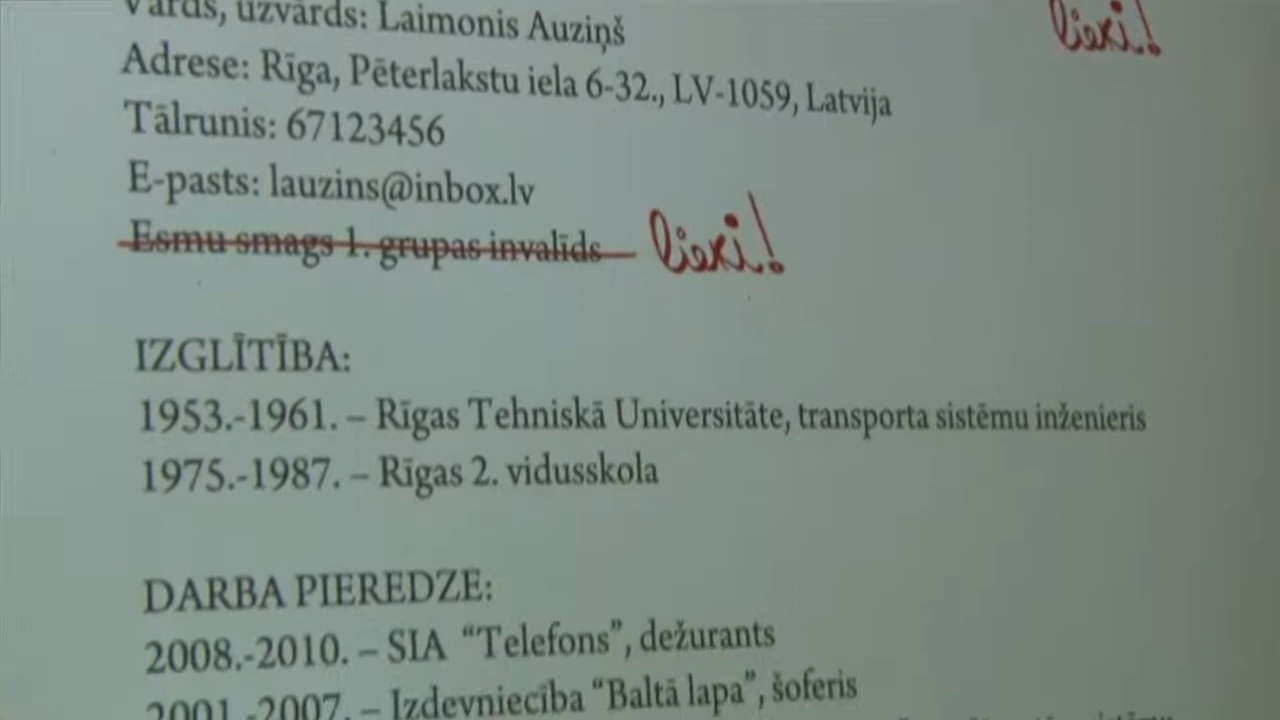 lieki!
Vārds, uzvārds: Laimonis Auziņš
Adrese: Rīga, Pēterlakstu iela 6-32., LV-1059, Latvija
Tālrunis: 67123456
E-pasts: lauzins@inbox.lv
Esmu smags 1. grupas invalīds lieki!
IZGLĪTĪBA:
1953.-1961. – Rīgas Tehniskā Universitāte, transporta sistēmu inženieris
1975.-1987. – Rīgas 2. vidusskola
DARBA PIEREDZE:
2008.-2010. – SIA “Telefons”, dežurants
2001.-2007. – Izdevniecība “Baltā lapa”, šoferis